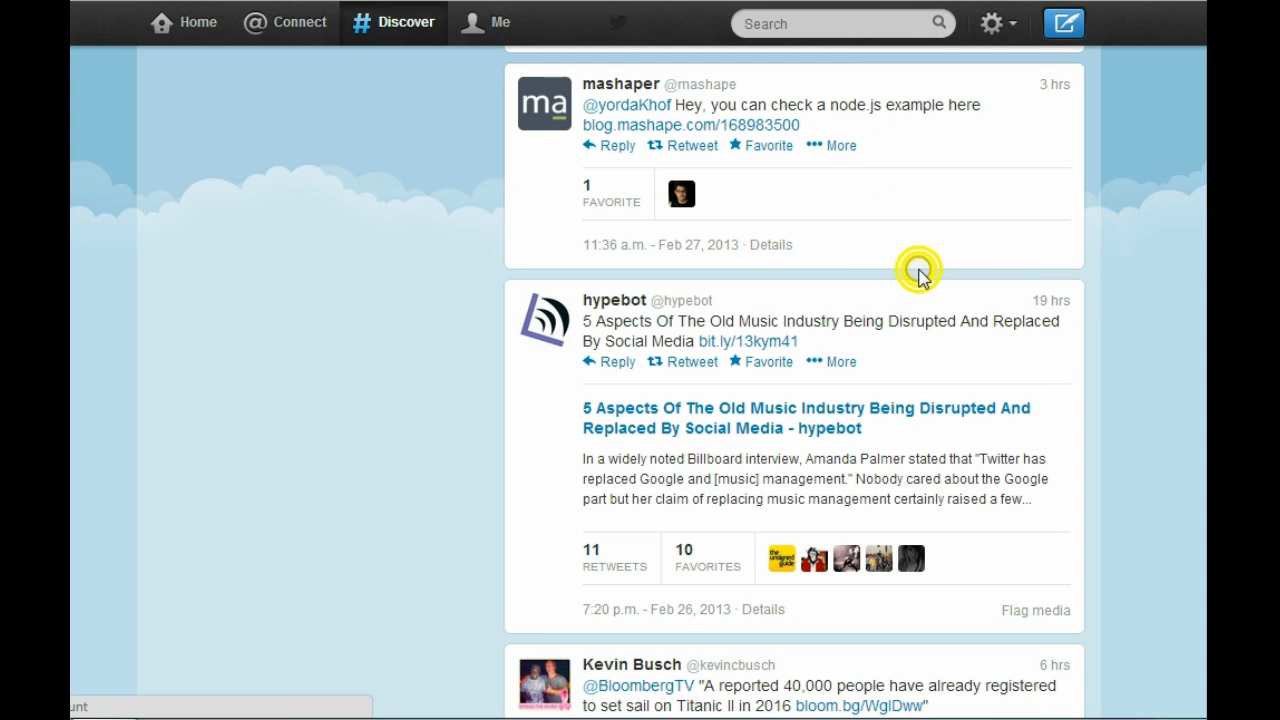 Home Connect Discover Me Search
mashaper @mashape 3 hrs
@yordaKhof Hey, you can check a node.js example here
blog.mashape.com/168983500
Reply Retweet Favorite More
1
FAVORITE
11:36 a.m. - Feb 27, 2013 · Details
ma
hypebot @hypebot 19 hrs
5 Aspects Of The Old Music Industry Being Disrupted And Replaced
By Social Media bit.ly/13kym41
Reply Retweet Favorite More
5 Aspects Of The Old Music Industry Being Disrupted And
Replaced By Social Media - hypebot
In a widely noted Billboard interview, Amanda Palmer stated that "Twitter has
replaced Google and [music] management." Nobody cared about the Google
part but her claim of replacing music management certainly raised a few...
11 10
RETWEETS FAVORITES
the
unsigned
guide
7:20 p.m. - Feb 26, 2013 · Details Flag media
Kevin Busch @kevincbusch 6 hrs
@BloombergTV "A reported 40,000 people have already registered
to set sail on Titanic II in 2016 bloom.bg/WglDww"
unt